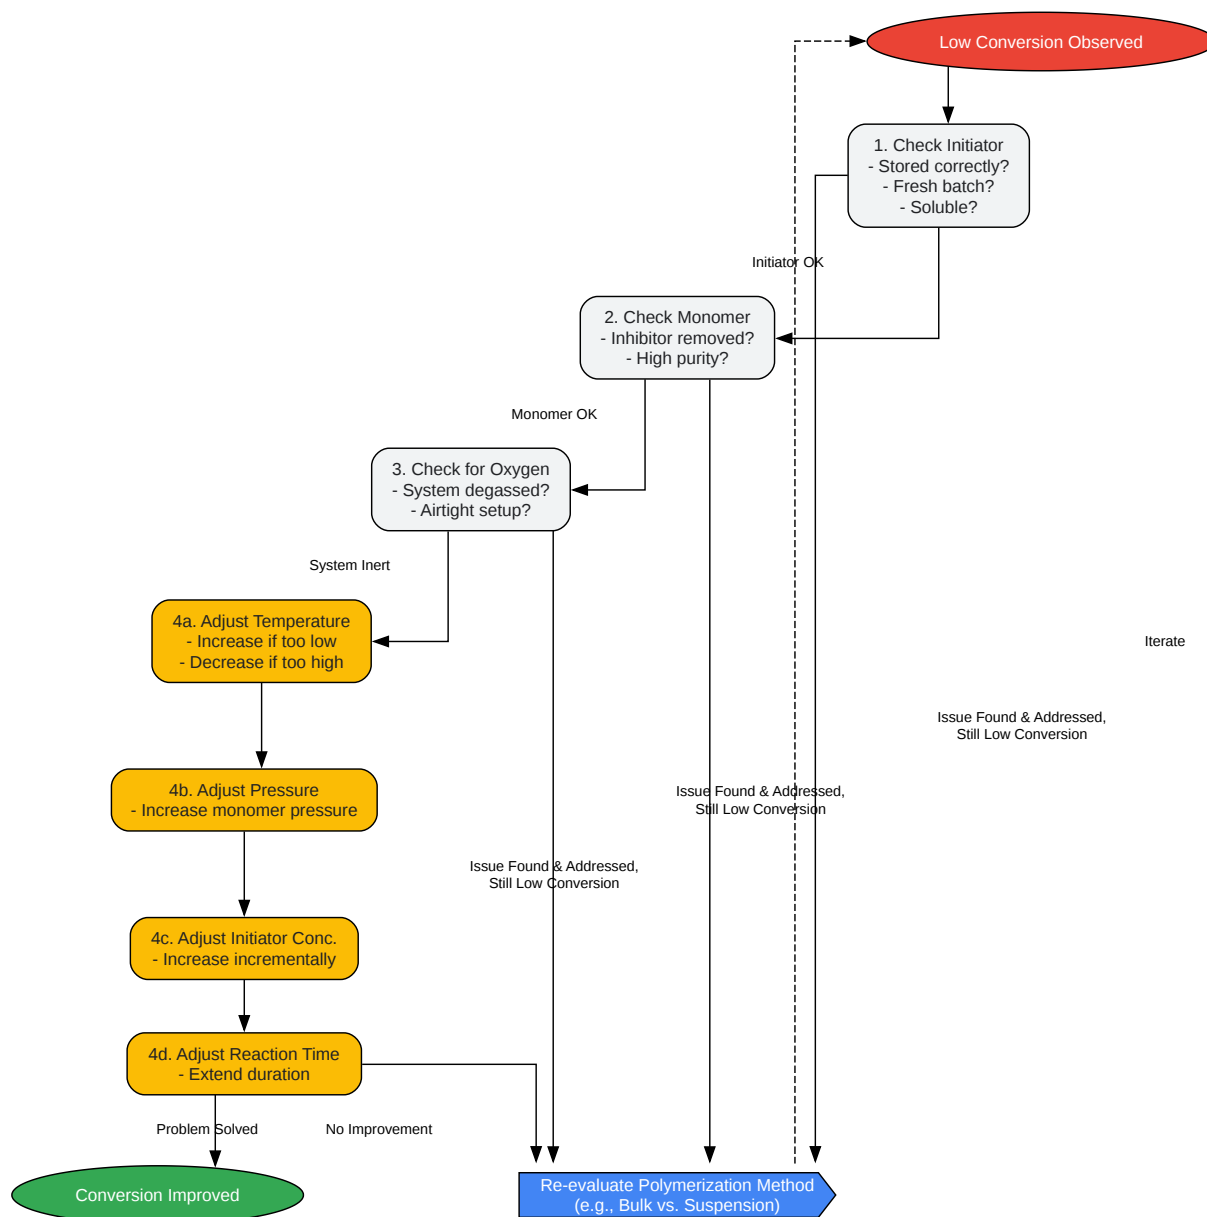 Low Conversion Observed
1. Check Initiator
- Stored correctly?
- Fresh batch?
- Soluble?
Initiator OK
2. Check Monomer
- Inhibitor removed?
- High purity?
Monomer OK
3. Check for Oxygen
- System degassed?
- Airtight setup?
System Inert
4a. Adjust Temperature
- Increase if too low
- Decrease if too high
Iterate
Issue Found & Addressed,
Still Low Conversion
4b. Adjust Pressure
- Increase monomer pressure
Issue Found & Addressed,
Still Low Conversion
Issue Found & Addressed,
Still Low Conversion
4c. Adjust Initiator Conc.
- Increase incrementally
4d. Adjust Reaction Time
- Extend duration
Problem Solved
No Improvement
Conversion Improved
Re-evaluate Polymerization Method
(e.g., Bulk vs. Suspension)